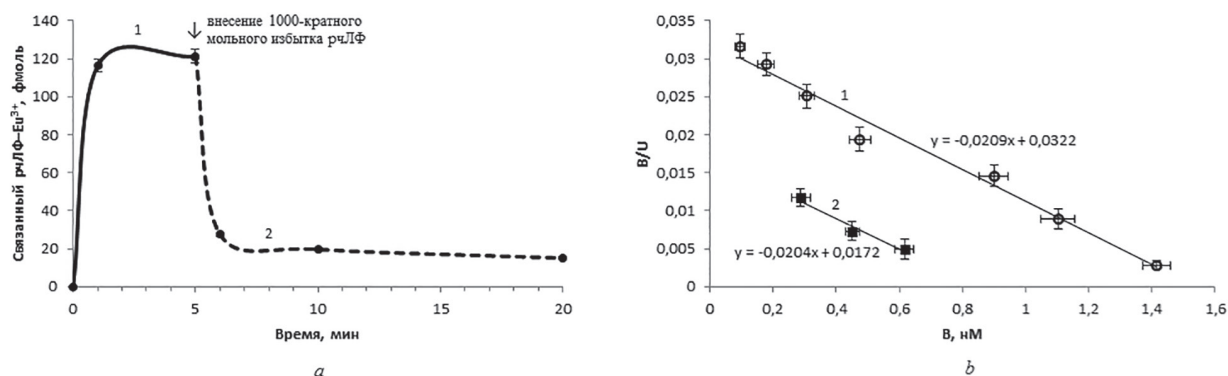 140
120
100
80
60
40
20
0
Связанный рчЛФ–Eu³⁺, фмоль
1
внесение 1000-кратного
мольного избытка рчЛФ
2
0 5 10 15 20
Время, мин
a
0,035
0,03
0,025
0,02
0,015
0,01
0,005
0
B/U
1
y = -0,0209x + 0,0322
2
y = -0,0204x + 0,0172
0 0,2 0,4 0,6 0,8 1 1,2 1,4 1,6
B, нМ
b